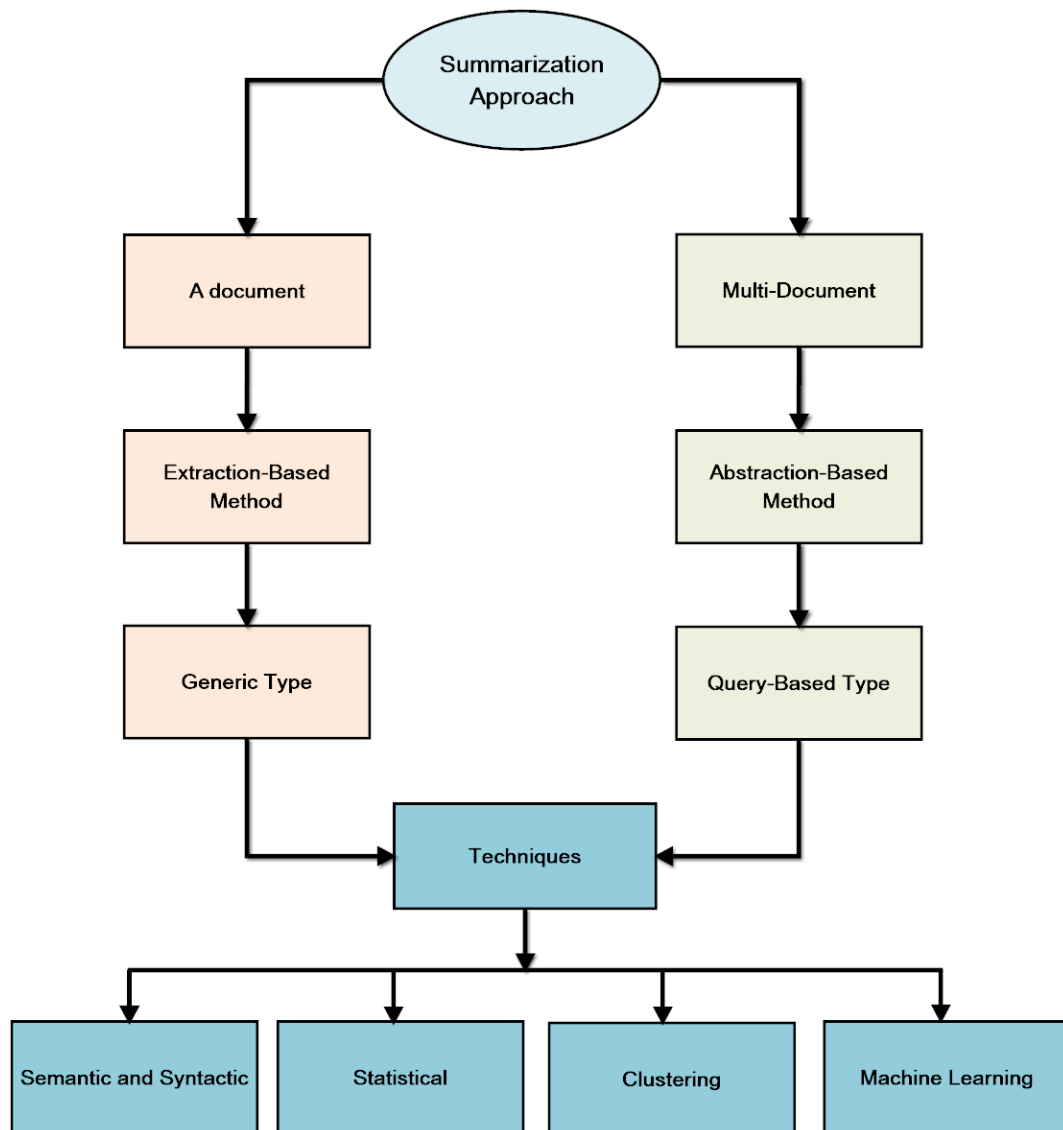 Summarization
Approach
A document
Multi-Document
Extraction-Based
Method
Abstraction-Based
Method
Generic Type
Query-Based Type
Techniques
Semantic and Syntactic
Statistical
Clustering
Machine Learning